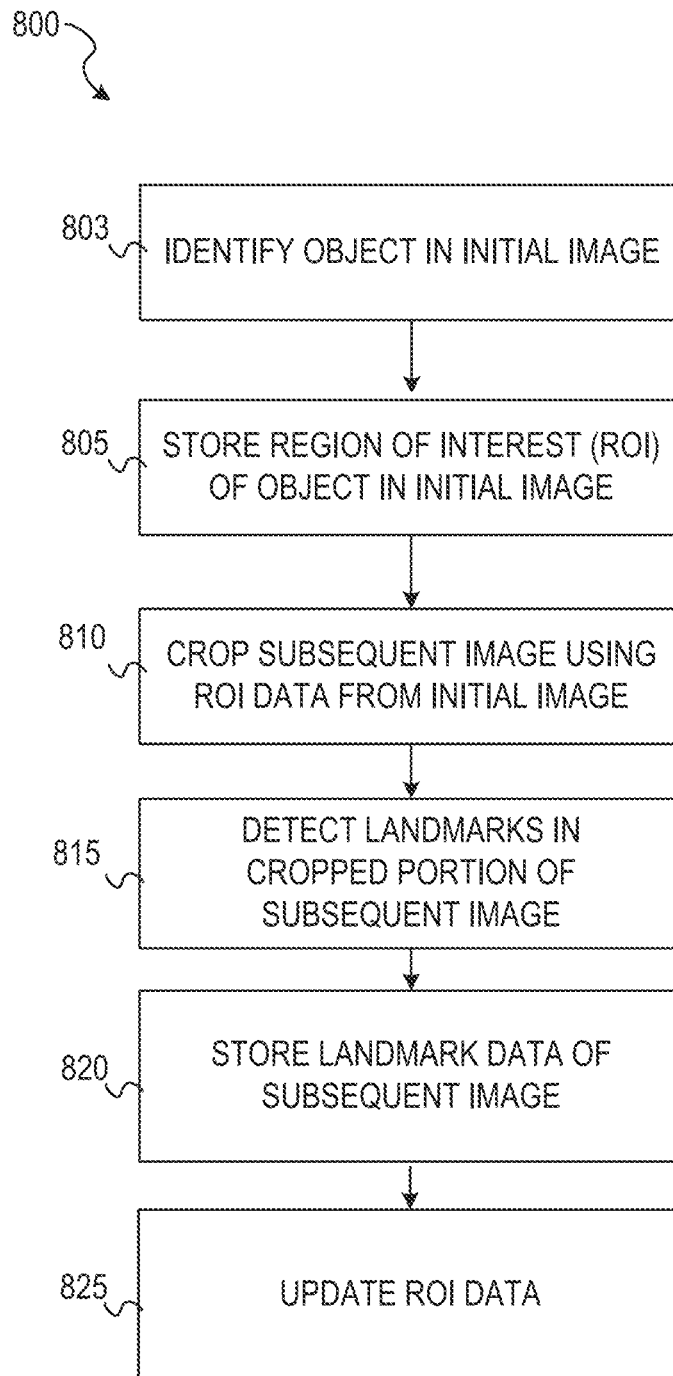 800
803
IDENTIFY OBJECT IN INITIAL IMAGE
805
STORE REGION OF INTEREST (ROI)
OF OBJECT IN INITIAL IMAGE
810
CROP SUBSEQUENT IMAGE USING
ROI DATA FROM INITIAL IMAGE
815
DETECT LANDMARKS IN
CROPPED PORTION OF
SUBSEQUENT IMAGE
820
STORE LANDMARK DATA OF
SUBSEQUENT IMAGE
825
UPDATE ROI DATA